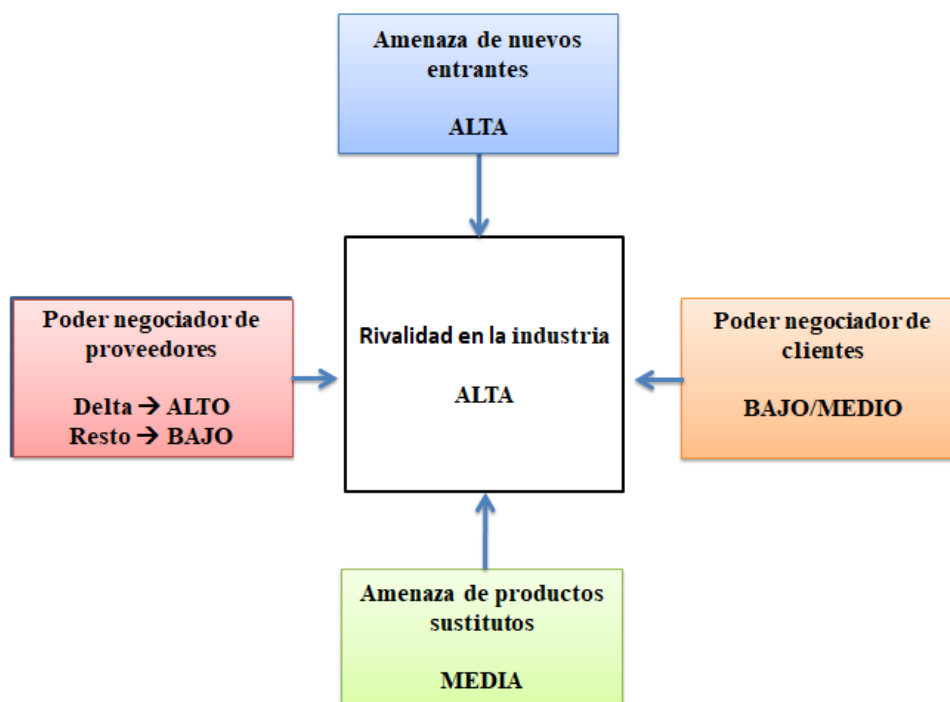 Amenaza de nuevos
entrantes
ALTA
Poder negociador de
proveedores
Delta → ALTO
Resto → BAJO
Rivalidad en la industria
ALTA
Poder negociador de
clientes
BAJO/MEDIO
Amenaza de productos
sustitutos
MEDIA